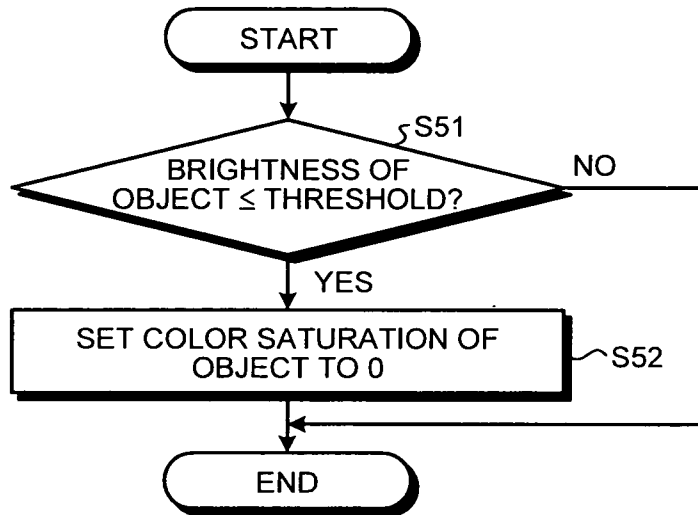 START
S51
BRIGHTNESS OF
OBJECT ≤ THRESHOLD?
NO
YES
SET COLOR SATURATION OF
OBJECT TO 0
S52
END